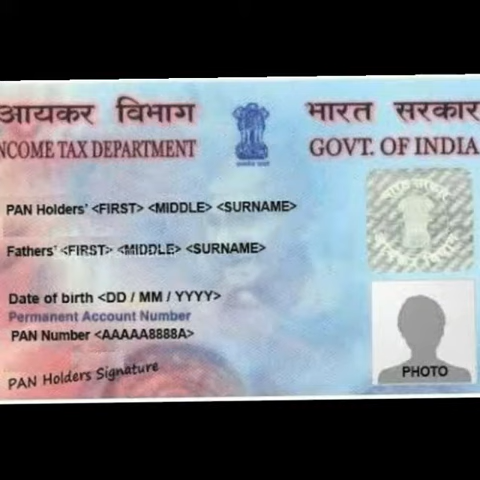 आयकर विभाग
INCOME TAX DEPARTMENT
भारत सरकार
GOVT. OF INDIA
PAN Holders' <FIRST> <MIDDLE> <SURNAME>
Fathers' <FIRST> <MIDDLE> <SURNAME>
Date of birth <DD / MM / YYYY>
Permanent Account Number
PAN Number <AAAAA8888A>
PAN Holders Signature
PHOTO